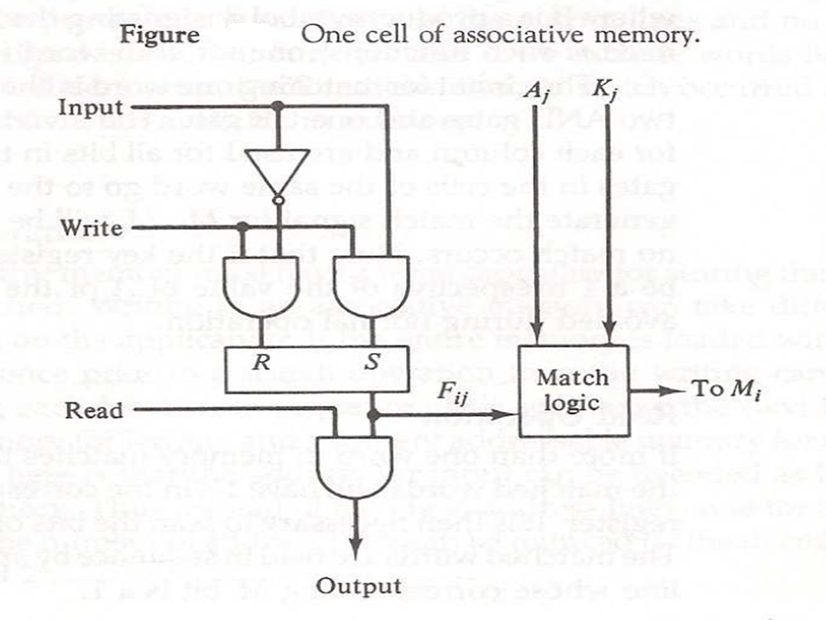 Figure One cell of associative memory.
A_j K_j
Input
Write
R S
Match
logic
F_ij
To M_i
Read
Output